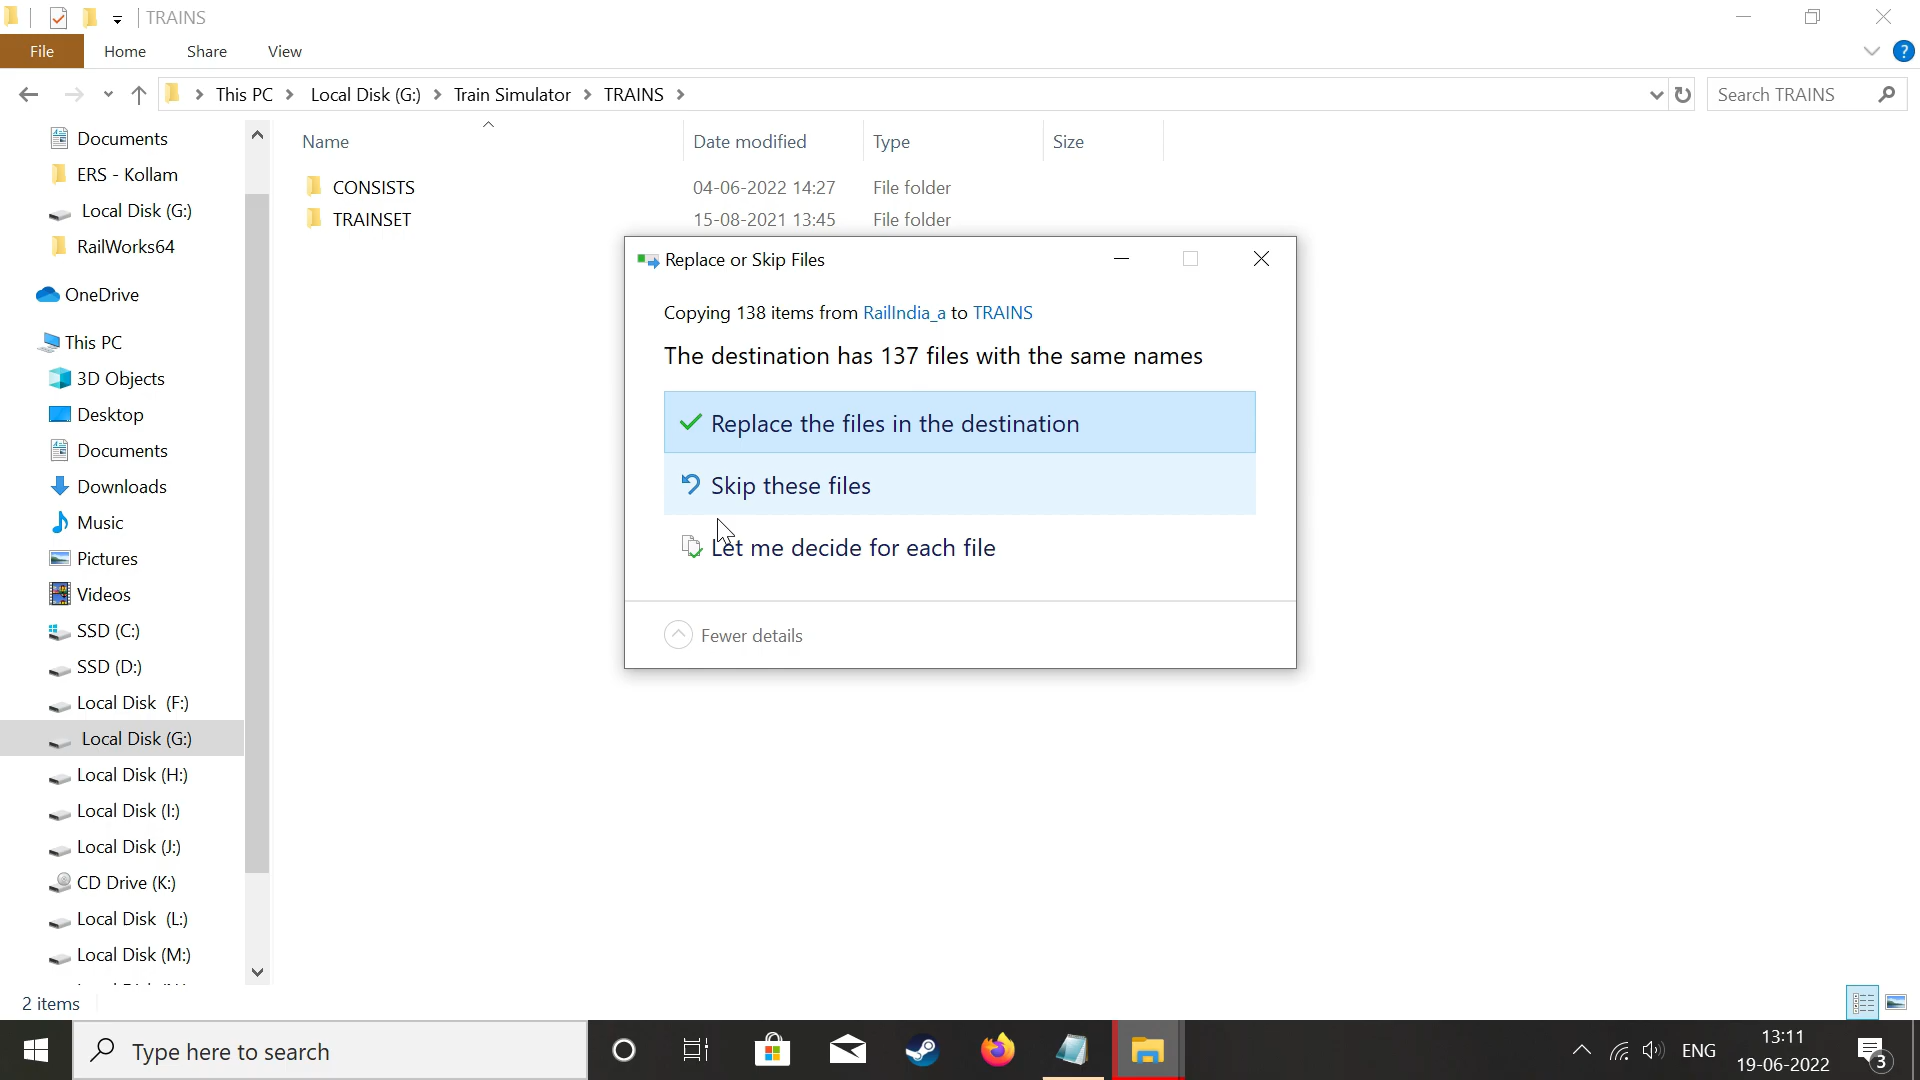 TRAINS
File Home Share View
This PC Local Disk (G:) Train Simulator TRAINS
Search TRAINS
Documents
ERS - Kollam
Local Disk (G:)
RailWorks64
OneDrive
This PC
3D Objects
Desktop
Documents
Downloads
Music
Pictures
Videos
SSD (C:)
SSD (D:)
Local Disk (F:)
Local Disk (G:)
Local Disk (H:)
Local Disk (I:)
Local Disk (J:)
CD Drive (K:)
Local Disk (L:)
Local Disk (M:)
Name Date modified Type Size
CONSISTS 04-06-2022 14:27 File folder
TRAINSET 15-08-2021 13:45 File folder
Replace or Skip Files
Copying 138 items from RailIndia_a to TRAINS
The destination has 137 files with the same names
Replace the files in the destination
Skip these files
Let me decide for each file
Fewer details
2 items
Type here to search
ENG
13:11
19-06-2022
3